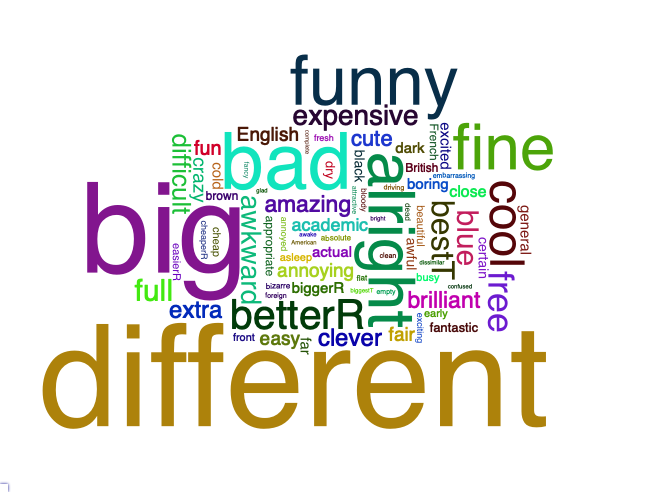 funny
expensive
English
complete
fresh
cute
dark
French
excited
fine
difficult
fun
crazy
cold
brown
bad
fancy
dry
glad
black
attractive
bloody
alright
driving
British
embarrassing
boring
close
big
cheaperR
cheap
easierR
awkward
amazing
appropriate
annoyed
academic
awake
American
absolute
bright
dead
beautiful
awful
bestT
blue
cool
general
certain
asleep
actual
clean
dissimilar
annoying
flat
busy
confused
free
full
bizarre
foreign
biggerR
biggestT
empty
brilliant
extra
betterR
early
exciting
fantastic
front
easy
far
clever
fair
different